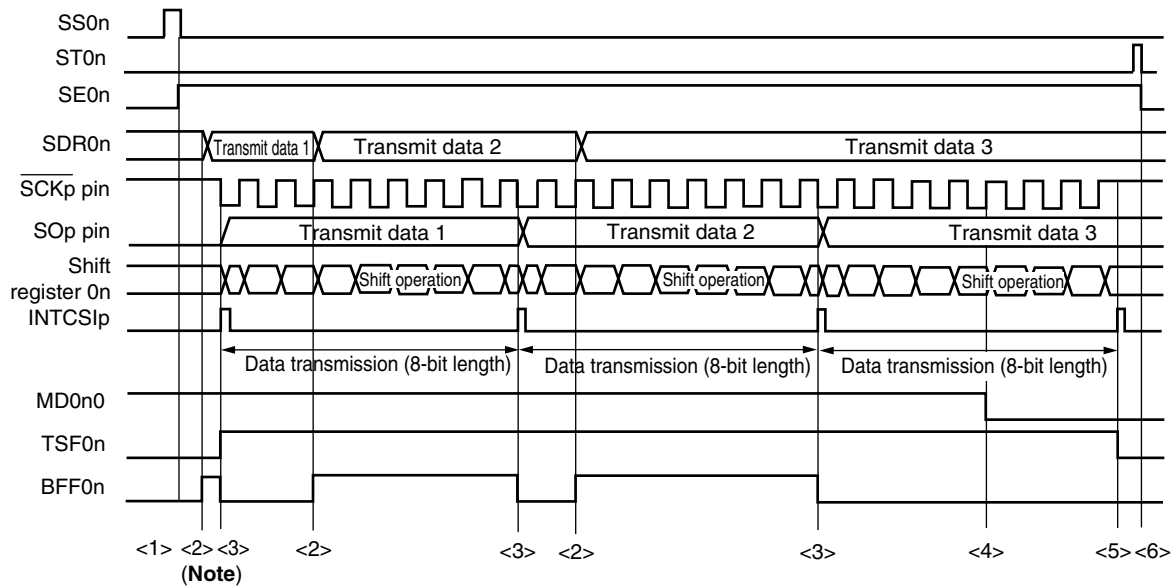 SS0n
ST0n
SE0n
SDR0n
Transmit data 1
Transmit data 2
Transmit data 3
SCKp pin
SOp pin
Transmit data 1
Transmit data 2
Transmit data 3
Shift
register 0n
Shift operation
Shift operation
Shift operation
INTCSIp
Data transmission (8-bit length)
Data transmission (8-bit length)
Data transmission (8-bit length)
MD0n0
TSF0n
BFF0n
<1> <2> <3> <2> <3> <2> <3> <4> <5> <6>
(Note)